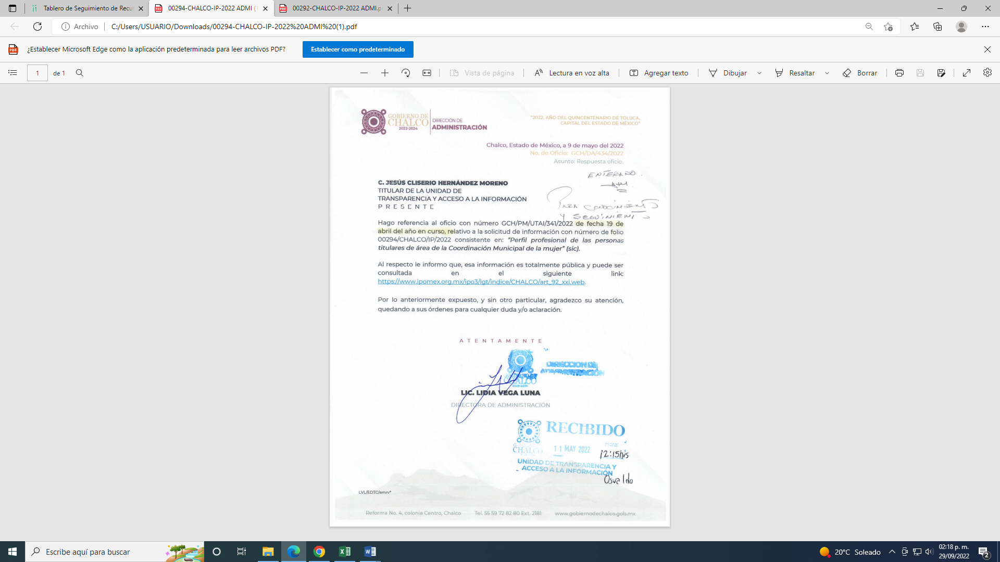 Tablero de Seguimiento de Recur
00294-CHALCO-IP-2022 ADMI (1
00292-CHALCO-IP-2022 ADMI.p
Archivo
C:/Users/USUARIO/Downloads/00294-CHALCO-IP-2022%20ADMI%20(1).pdf
¿Establecer Microsoft Edge como la aplicación predeterminada para leer archivos PDF?
Establecer como predeterminado
1 de 1
Vista de página
Lectura en voz alta
Agregar texto
Dibujar
Resaltar
Borrar
GOBIERNO DE
CHALCO
2022-2024
DIRECCIÓN DE
ADMINISTRACIÓN
"2022. AÑO DEL QUINCENTENARIO DE TOLUCA,
CAPITAL DEL ESTADO DE MÉXICO"
Chalco, Estado de México, a 9 de mayo del 2022
No. de Oficio: GCH/DA/434/2022
Asunto: Respuesta oficio.
ENTERADO.
PARA CONOCIMIENTO
Y SEGUIMIENTO
C. JESÚS CLISERIO HERNÁNDEZ MORENO
TITULAR DE LA UNIDAD DE
TRANSPARENCIA Y ACCESO A LA INFORMACIÓN
P R E S E N T E
Hago referencia al oficio con número GCH/PM/UTAI/341/2022 de fecha 19 de
abril del año en curso, relativo a la solicitud de información con número de folio
00294/CHALCO/IP/2022 consistente en: "Perfil profesional de las personas
titulares de área de la Coordinación Municipal de la mujer" (sic).
Al respecto le informo que, esa información es totalmente pública y puede ser
consultada en el siguiente link:
https://www.ipomex.org.mx/ipo3/lgt/indice/CHALCO/art_92_xxi.web.
Por lo anteriormente expuesto, y sin otro particular, agradezco su atención,
quedando a sus órdenes para cualquier duda y/o aclaración.
A T E N T A M E N T E
DIRECCION DE
ADMINISTRACIÓN
CHALCO
2022-2024
LIC. LIDIA VEGA LUNA
DIRECTORA DE ADMINISTRACIÓN
RECIBIDO
Hora:
CHALCO
11 MAY 2022
12:15hrs
UNIDAD DE TRANSPARENCIA Y
ACCESO A LA INFORMACIÓN
Osvaldo
LVL/EDTC/emrv*
Reforma No. 4, colonia Centro, Chalco
Tel. 55 59 72 82 80 Ext. 2181
www.gobiernodechalco.gob.mx
Escribe aquí para buscar
20°C Soleado
02:18 p. m.
29/09/2022
2